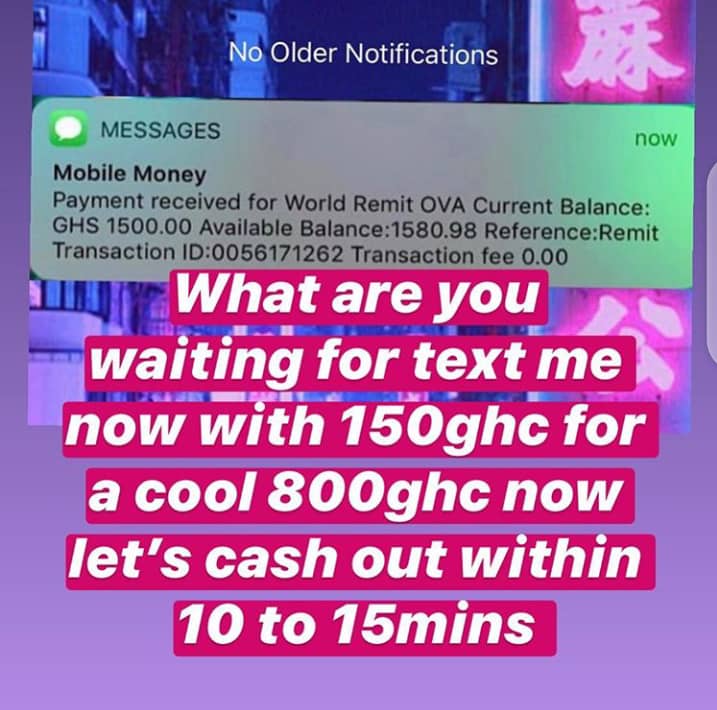 No Older Notifications
麻
MESSAGES
now
Mobile Money
Payment received for World Remit OVA Current Balance:
GHS 1500.00 Available Balance:1580.98 Reference:Remit
Transaction ID:0056171262 Transaction fee 0.00
What are you
waiting for text me
now with 150ghc for
a cool 800ghc now
let's cash out within
10 to 15mins